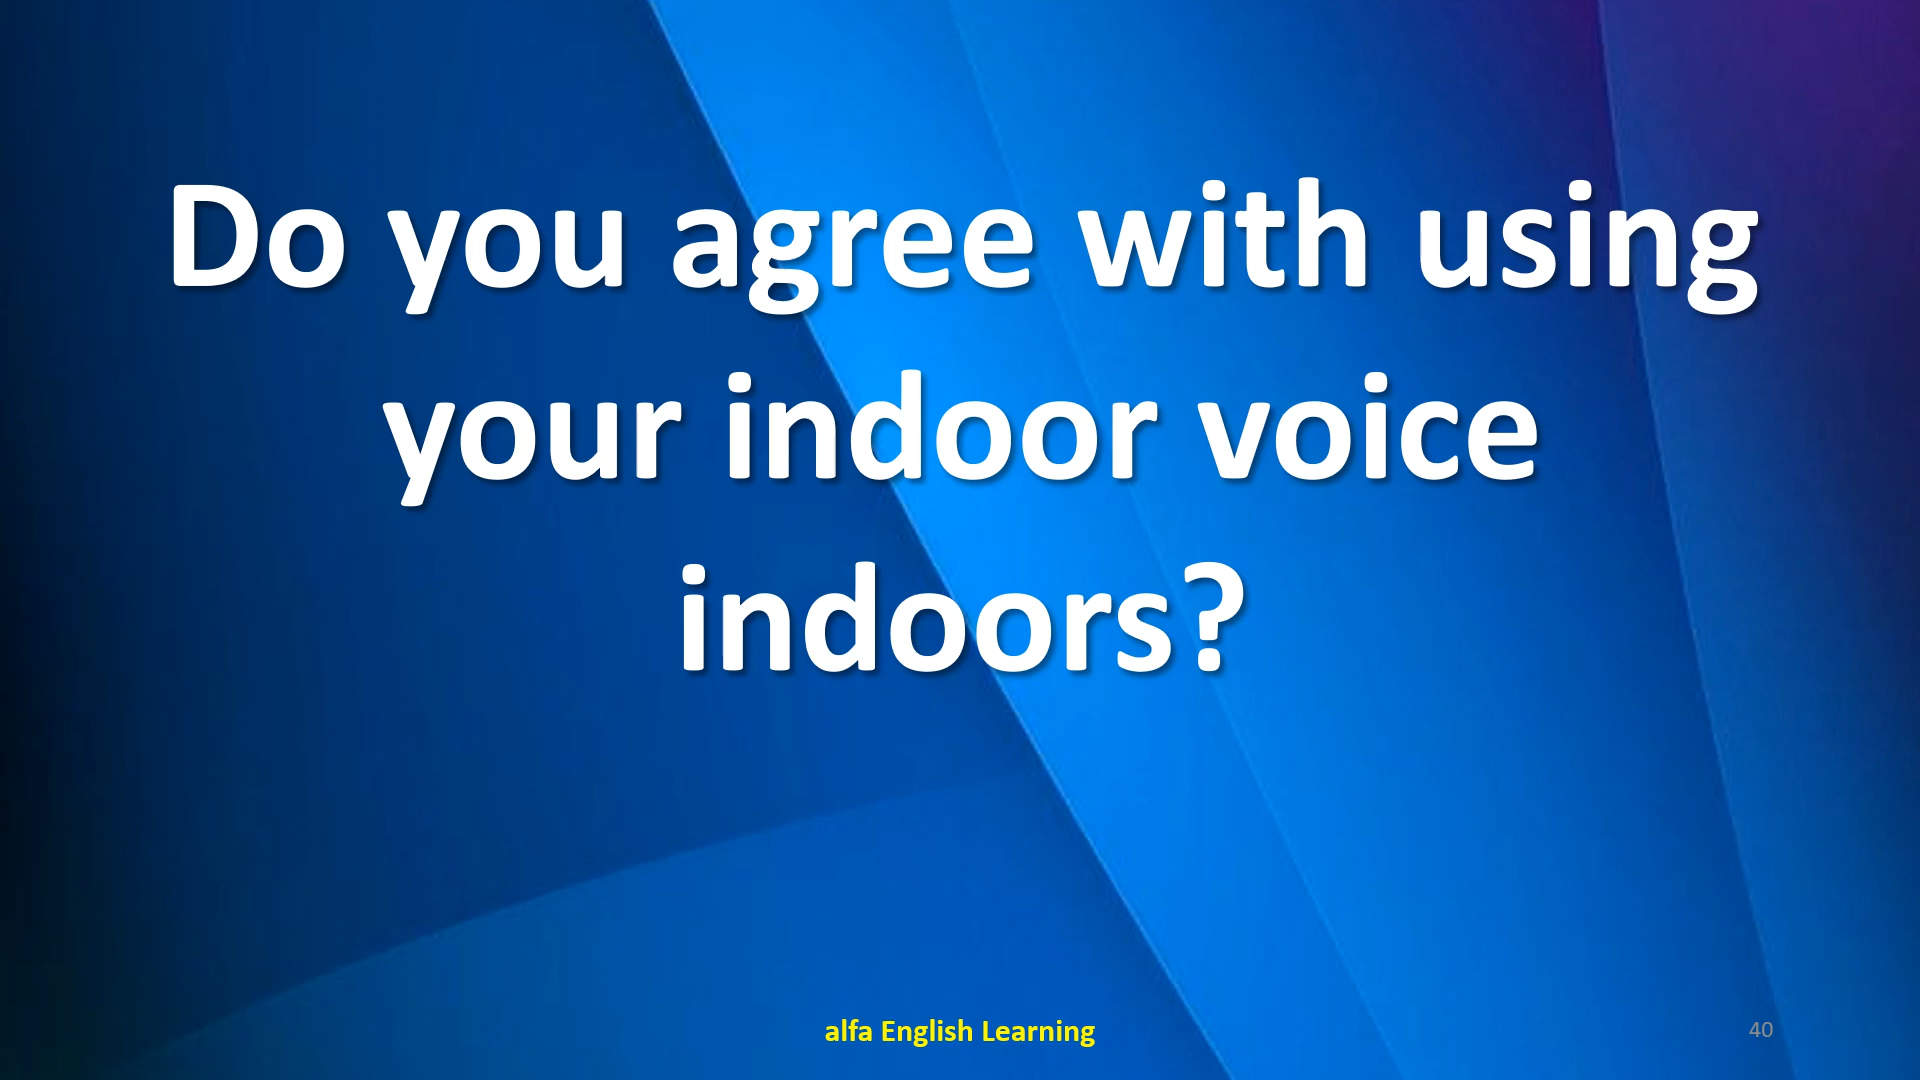 Do you agree with using
your indoor voice
indoors?
alfa English Learning
40